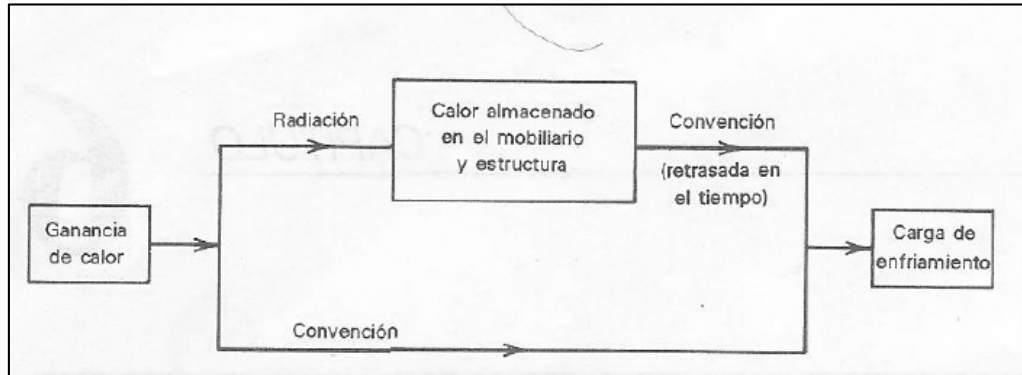 Radiación
Calor almacenado
en el mobiliario
y estructura
Convención
(retrasada en
el tiempo)
Ganancia
de calor
Carga de
enfriamiento
Convención